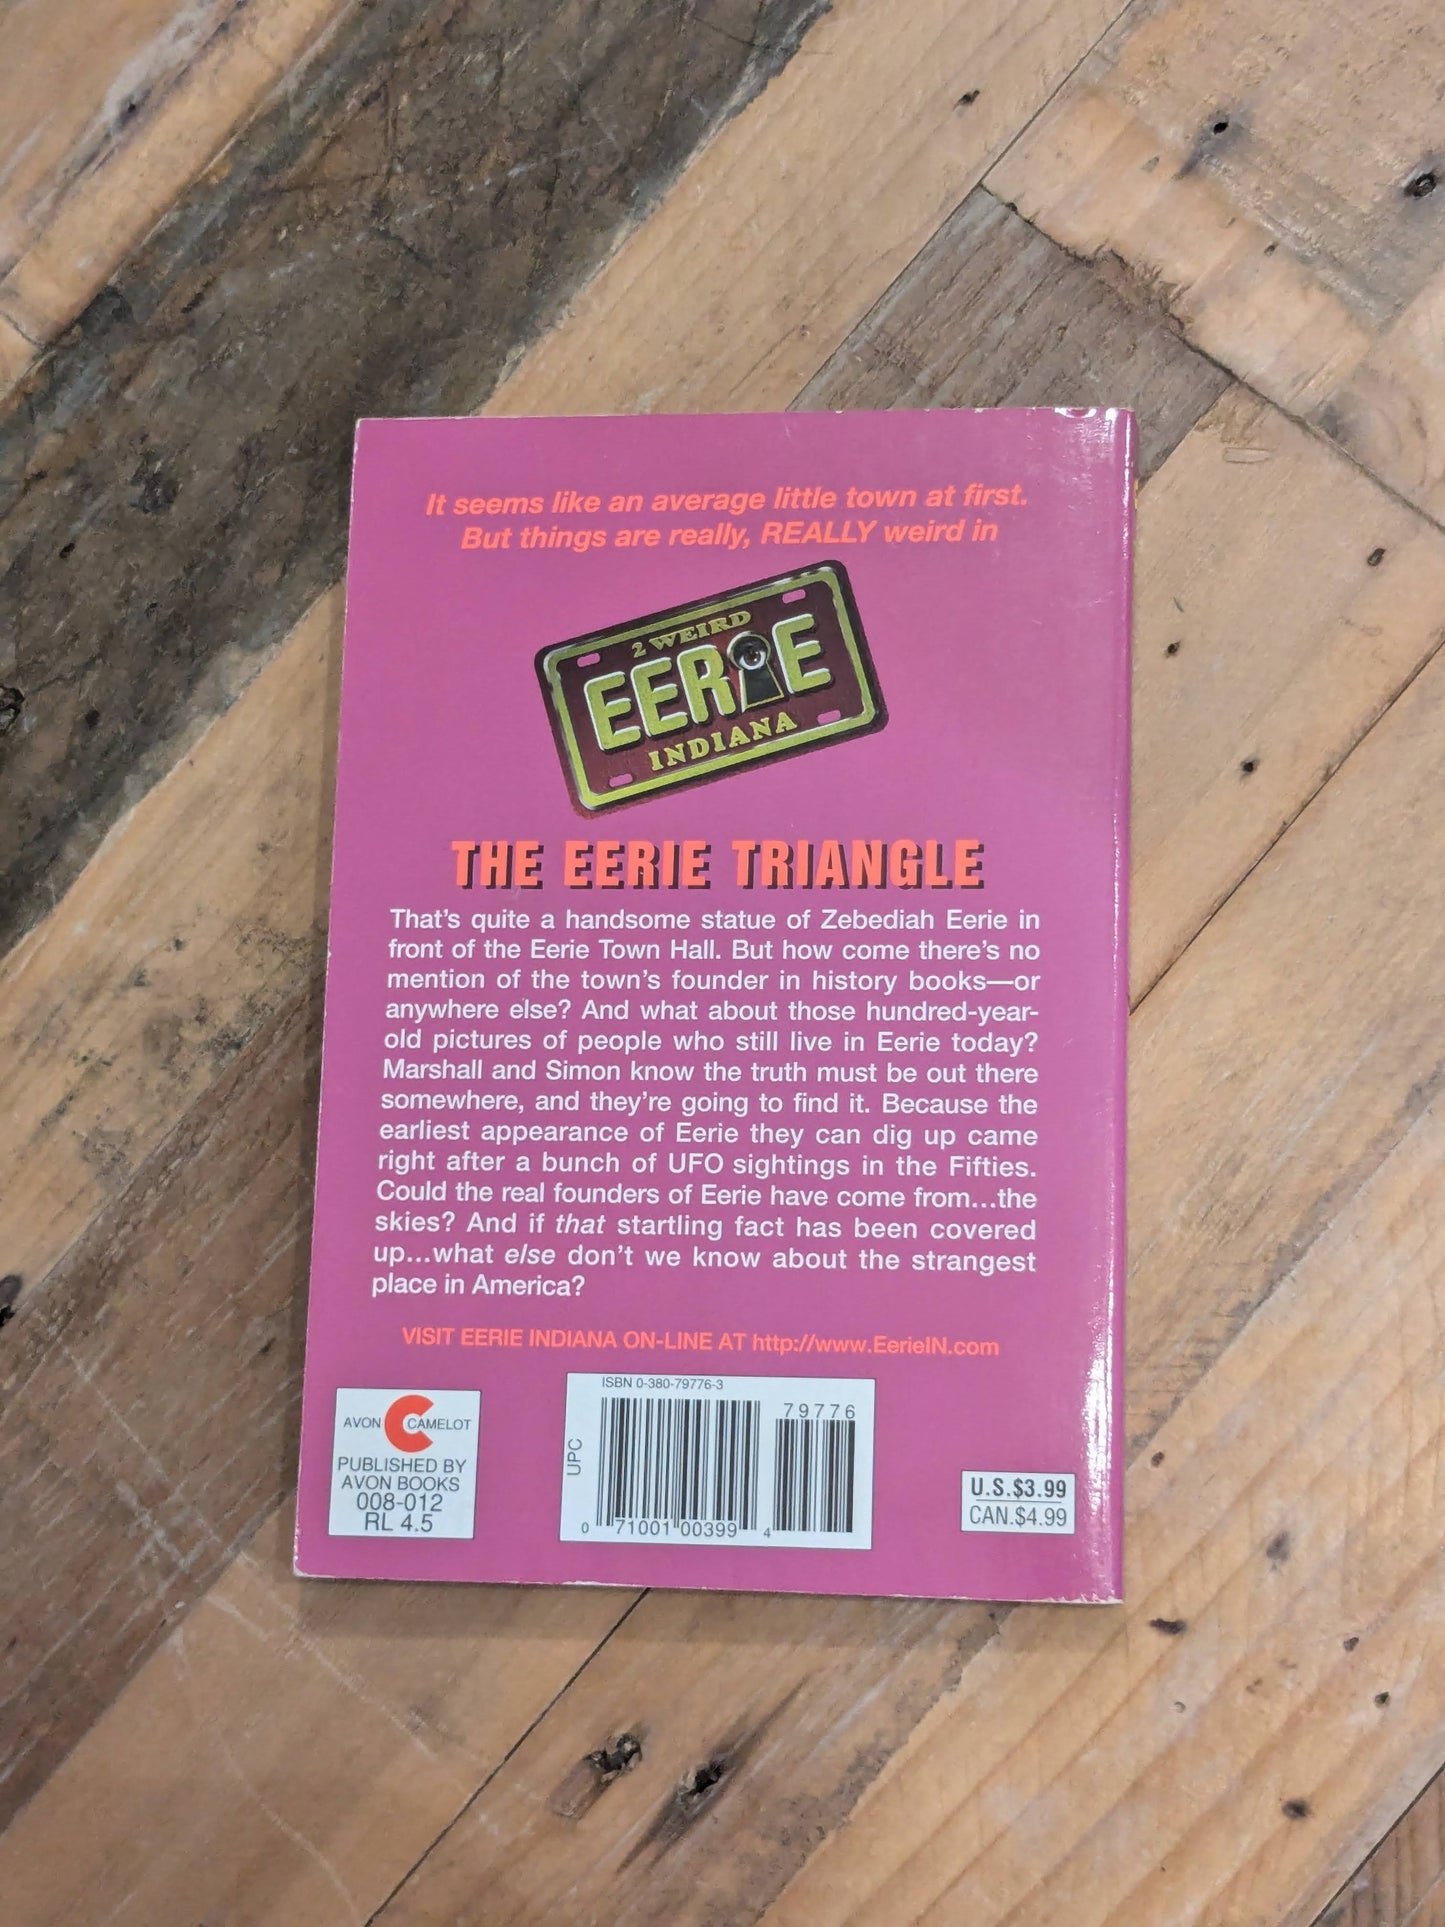 It seems like an average little town at first.
But things are really, REALLY weird in
2 WEIRD
EERIE
INDIANA
THE EERIE TRIANGLE
That's quite a handsome statue of Zebediah Eerie in
front of the Eerie Town Hall. But how come there's no
mention of the town's founder in history books—or
anywhere else? And what about those hundred-year-
old pictures of people who still live in Eerie today?
Marshall and Simon know the truth must be out there
somewhere, and they're going to find it. Because the
earliest appearance of Eerie they can dig up came
right after a bunch of UFO sightings in the Fifties.
Could the real founders of Eerie have come from...the
skies? And if that startling fact has been covered
up...what else don't we know about the strangest
place in America?
VISIT EERIE INDIANA ON-LINE AT http://www.EerieIN.com
AVON CAMELOT
PUBLISHED BY
AVON BOOKS
008-012
RL 4.5
ISBN 0-380-79776-3
79776
UPC
0 71001 00399 4
U.S.$3.99
CAN.$4.99